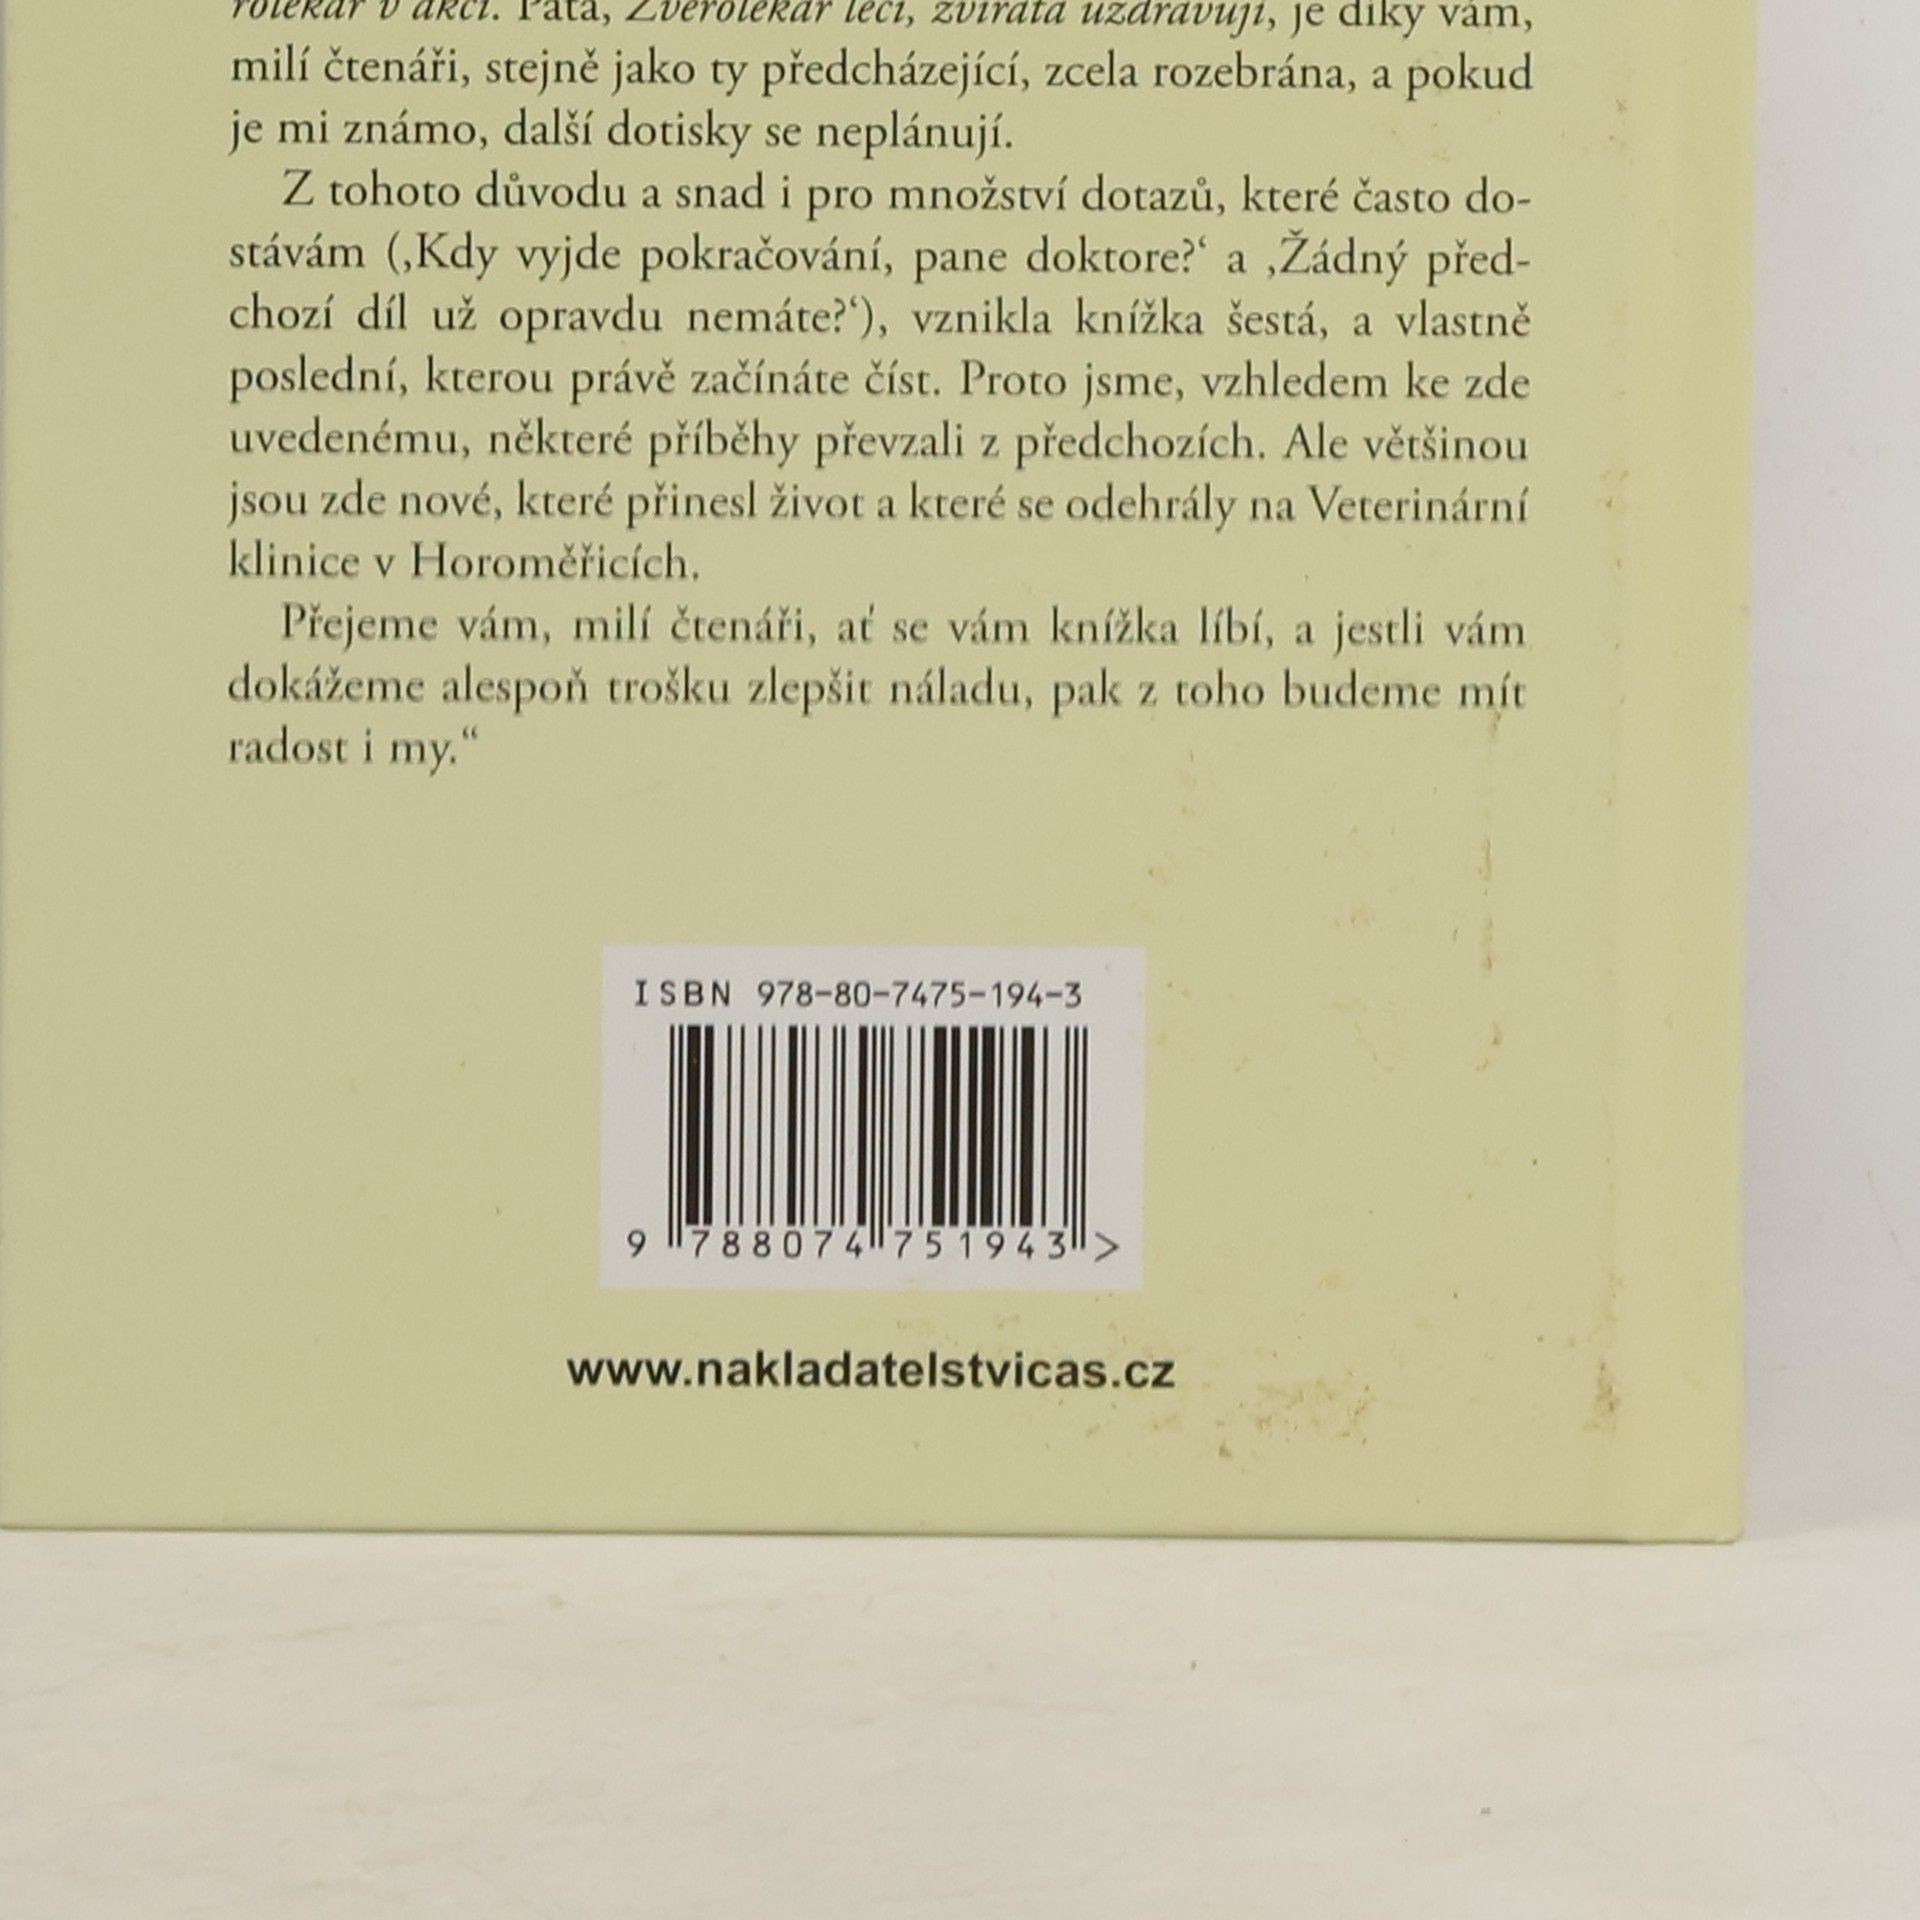 rolékař v akci. Pátá, Zvěrolékař léčí, zvířata uzdravují, je díky vám,
milí čtenáři, stejně jako ty předcházející, zcela rozebrána, a pokud
je mi známo, další dotisky se neplánují.
Z tohoto důvodu a snad i pro množství dotazů, které často do-
stávám (‚Kdy vyjde pokračování, pane doktore?‘ a ‚Žádný před-
chozí díl už opravdu nemáte?‘), vznikla knížka šestá, a vlastně
poslední, kterou právě začínáte číst. Proto jsme, vzhledem ke zde
uvedenému, některé příběhy převzali z předchozích. Ale většinou
jsou zde nové, které přinesl život a které se odehrály na Veterinární
klinice v Horoměřicích.
Přejeme vám, milí čtenáři, ať se vám knížka líbí, a jestli vám
dokážeme alespoň trošku zlepšit náladu, pak z toho budeme mít
radost i my.“
ISBN 978-80-7475-194-3
9 788074 751943 >
www.nakladatelstvicas.cz